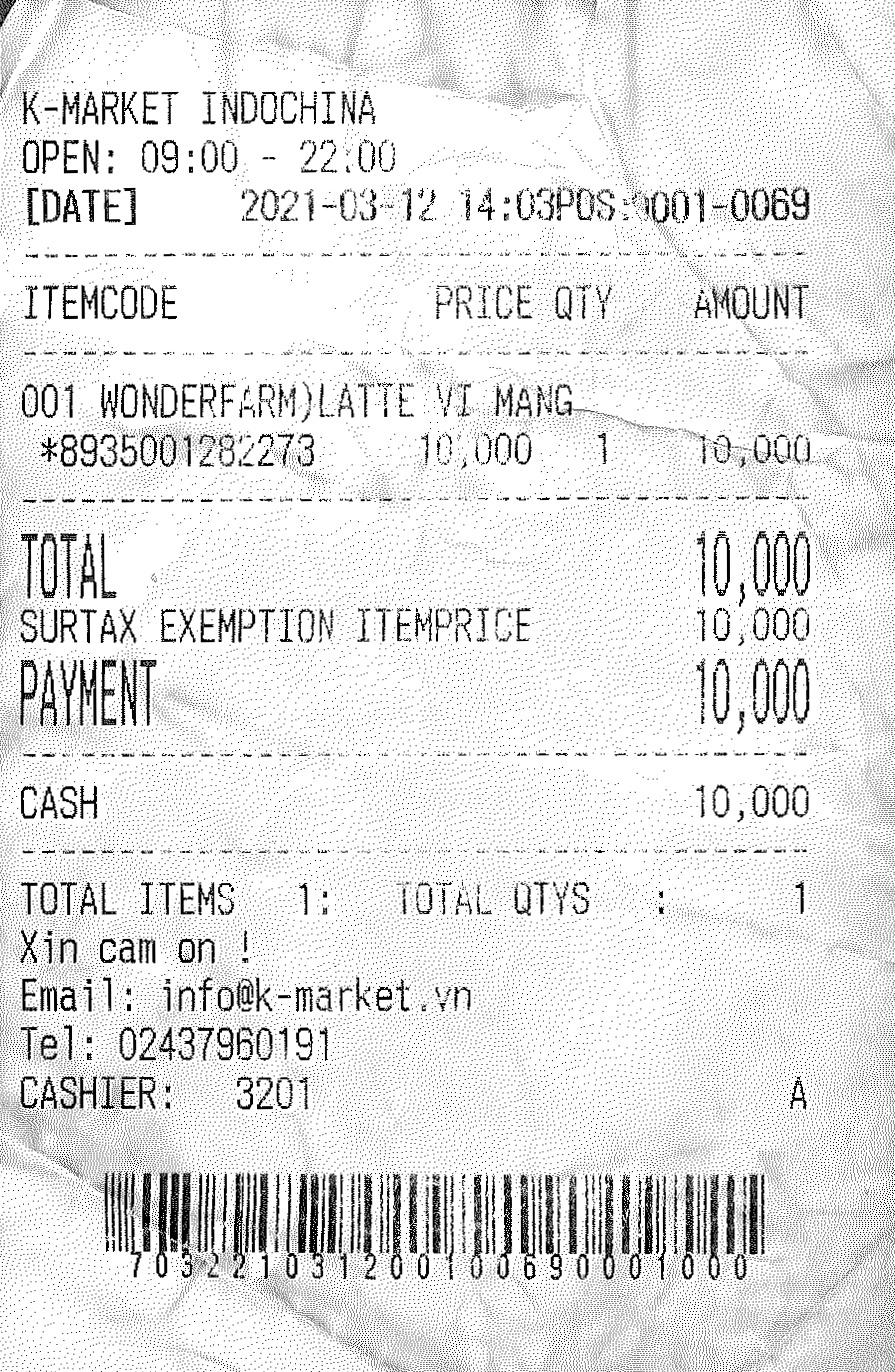 K-MARKET INDOCHINA
OPEN: 09:00 - 22:00
[DATE] 2021-03-12 14:03POS:0001-0069
ITEMCODE PRICE QTY AMOUNT
001 WONDERFARM)LATTE VI MANG
*8935001282273 10,000 1 10,000
TOTAL 10,000
SURTAX EXEMPTION ITEMPRICE 10,000
PAYMENT 10,000
CASH 10,000
TOTAL ITEMS 1: TOTAL QTYS : 1
Xin cam on !
Email: info@k-market.vn
Tel: 02437960191
CASHIER: 3201 A
703221031200100690001000